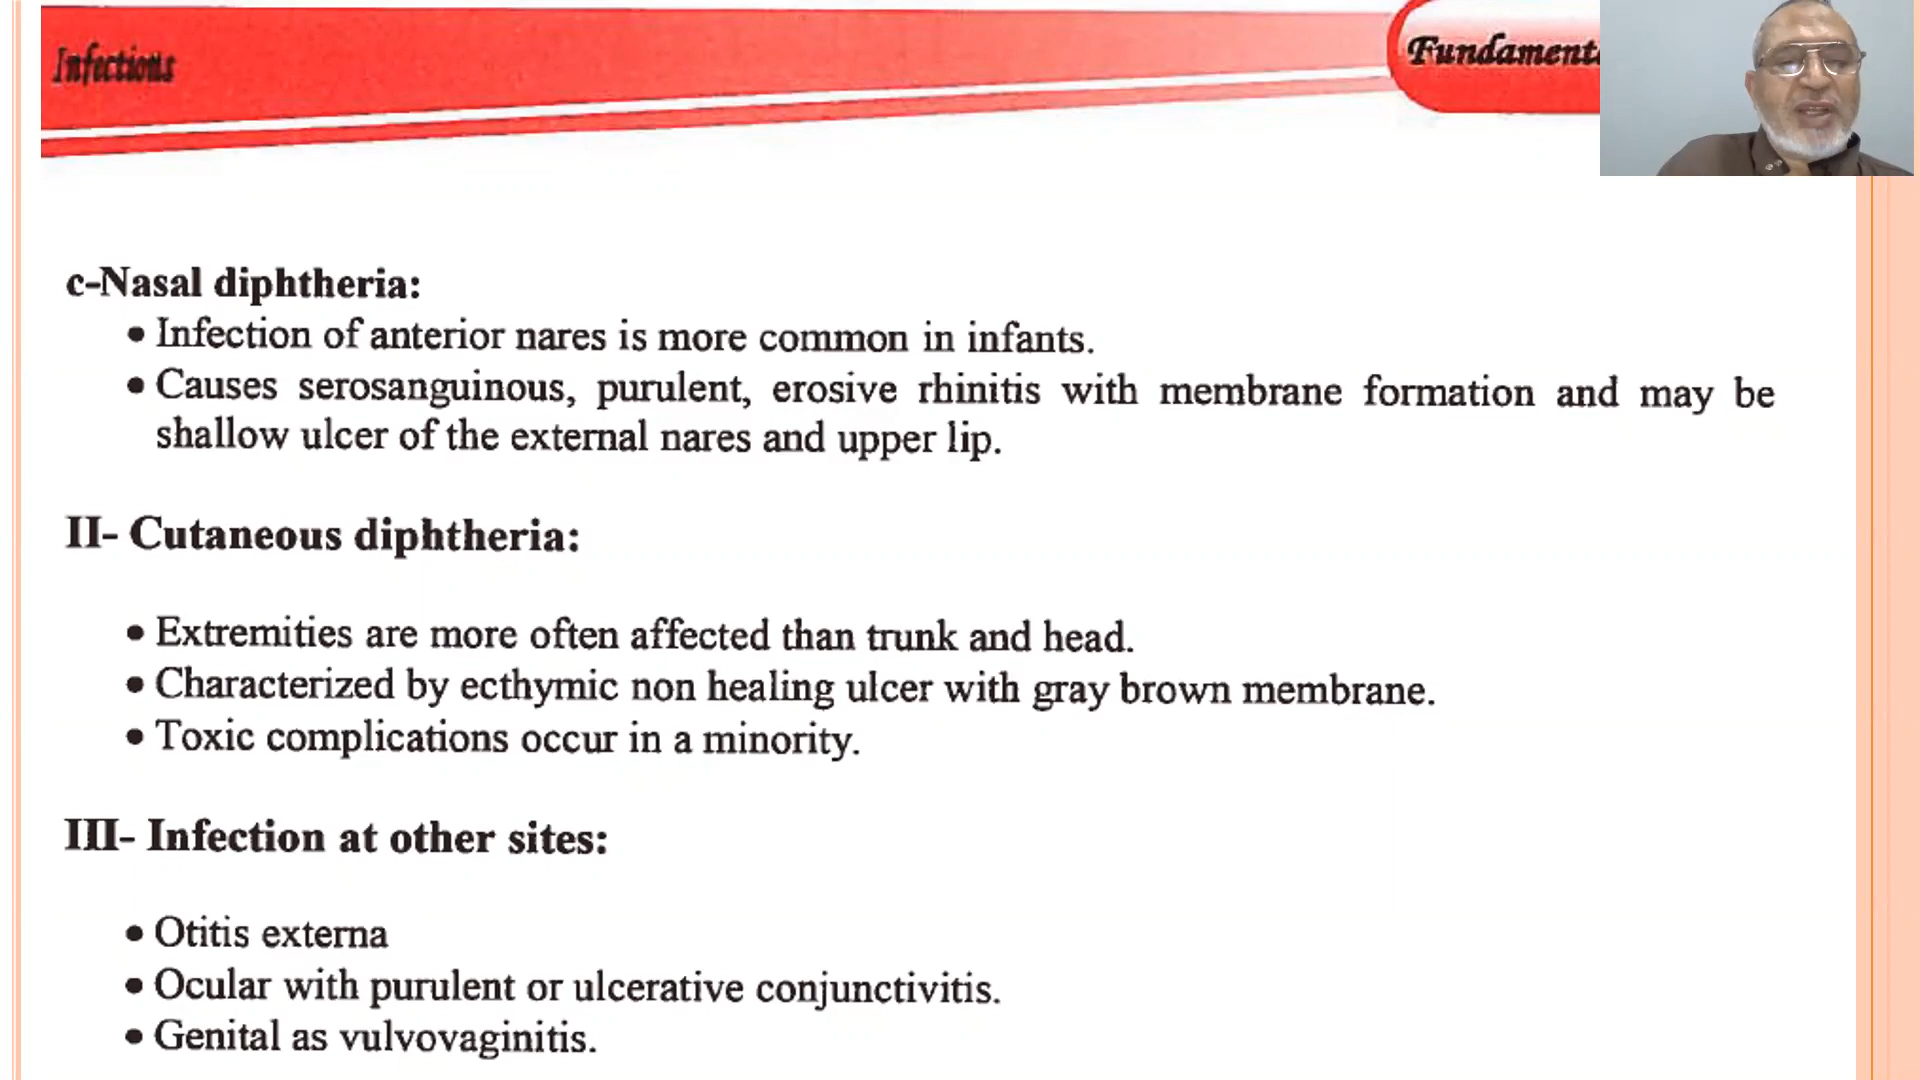 Infections
Fundament
c-Nasal diphtheria:
• Infection of anterior nares is more common in infants.
• Causes serosanguinous, purulent, erosive rhinitis with membrane formation and may be
shallow ulcer of the external nares and upper lip.
II- Cutaneous diphtheria:
• Extremities are more often affected than trunk and head.
• Characterized by ecthymic non healing ulcer with gray brown membrane.
• Toxic complications occur in a minority.
III- Infection at other sites:
• Otitis externa
• Ocular with purulent or ulcerative conjunctivitis.
• Genital as vulvovaginitis.